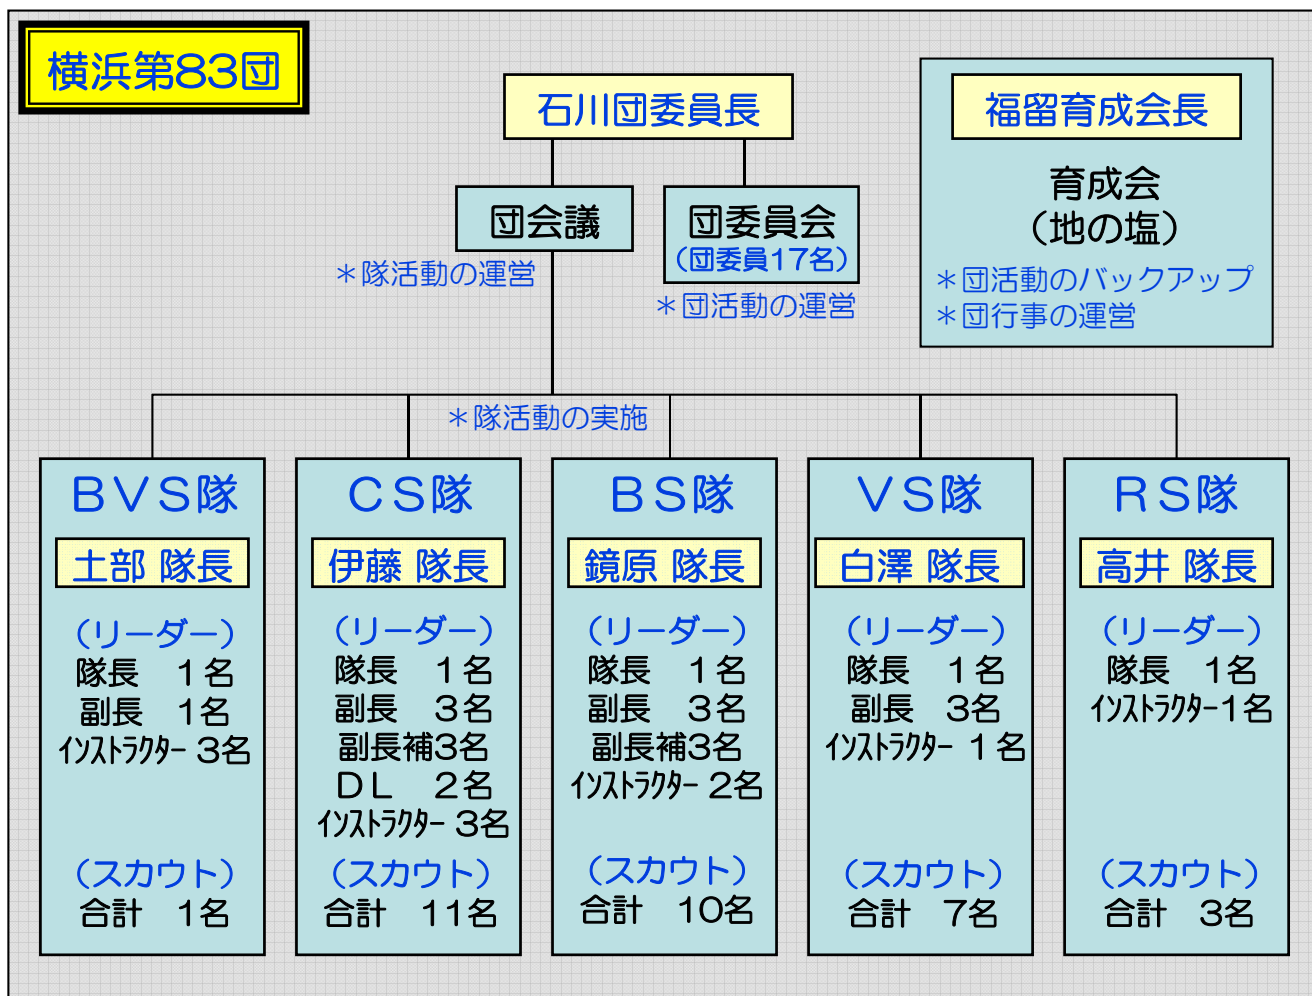 横浜第83団
石川団委員長
福留育成会長
育成会
（地の塩）
＊団活動のバックアップ
＊団行事の運営
団会議
＊隊活動の運営
団委員会
（団委員17名）
＊団活動の運営
＊隊活動の実施
ＢＶＳ隊
土部 隊長
（リーダー）
隊長　1名
副長　1名
ｲﾝｽﾄﾗｸﾀｰ 3名
（スカウト）
合計　1名
ＣＳ隊
伊藤 隊長
（リーダー）
隊長　1名
副長　3名
副長補3名
ＤＬ　2名
ｲﾝｽﾄﾗｸﾀｰ 3名
（スカウト）
合計　11名
ＢＳ隊
鏡原 隊長
（リーダー）
隊長　1名
副長　3名
副長補3名
ｲﾝｽﾄﾗｸﾀｰ 2名
（スカウト）
合計　10名
ＶＳ隊
白澤 隊長
（リーダー）
隊長　1名
副長　3名
ｲﾝｽﾄﾗｸﾀｰ 1名
（スカウト）
合計　7名
ＲＳ隊
高井 隊長
（リーダー）
隊長　1名
ｲﾝｽﾄﾗｸﾀｰ1名
（スカウト）
合計　3名